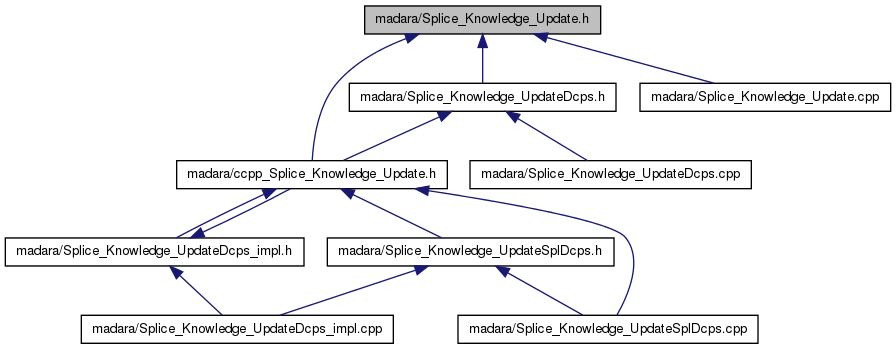 madara/Splice_Knowledge_Update.h
madara/Splice_Knowledge_UpdateDcps.h
madara/Splice_Knowledge_Update.cpp
madara/ccpp_Splice_Knowledge_Update.h
madara/Splice_Knowledge_UpdateDcps.cpp
madara/Splice_Knowledge_UpdateDcps_impl.h
madara/Splice_Knowledge_UpdateSplDcps.h
madara/Splice_Knowledge_UpdateDcps_impl.cpp
madara/Splice_Knowledge_UpdateSplDcps.cpp